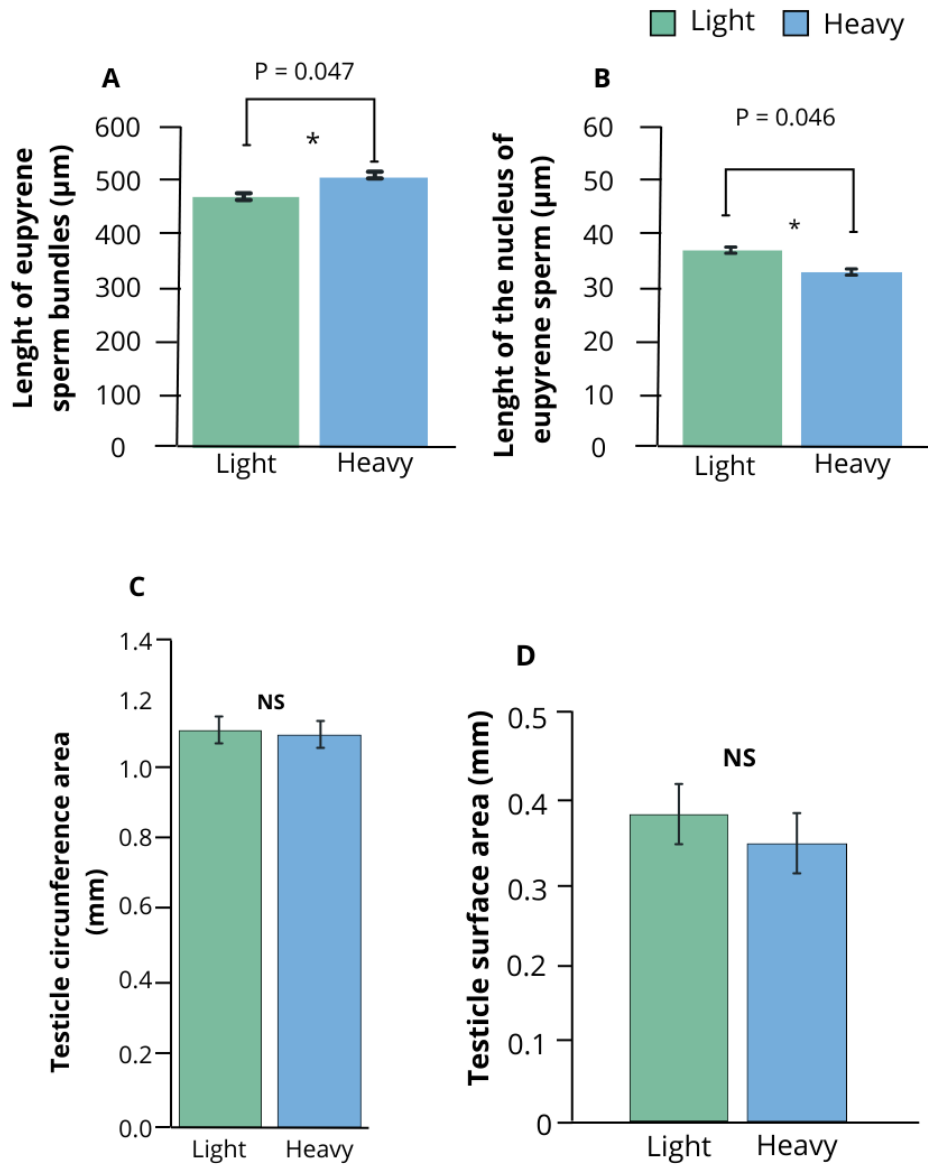 Light Heavy
A
P = 0.047
*
Lenght of eupyrene
sperm bundles (µm)
600
500
400
300
200
100
0
Light Heavy
B
P = 0.046
*
Lenght of the nucleus of
eupyrene sperm (µm)
60
50
40
30
20
10
0
Light Heavy
C
NS
Testicle circunference area
(mm)
1.4
1.2
1.0
0.8
0.6
0.4
0.2
0.0
Light Heavy
D
NS
Testicle surface area (mm)
0.5
0.4
0.3
0.2
0.1
0
Light Heavy